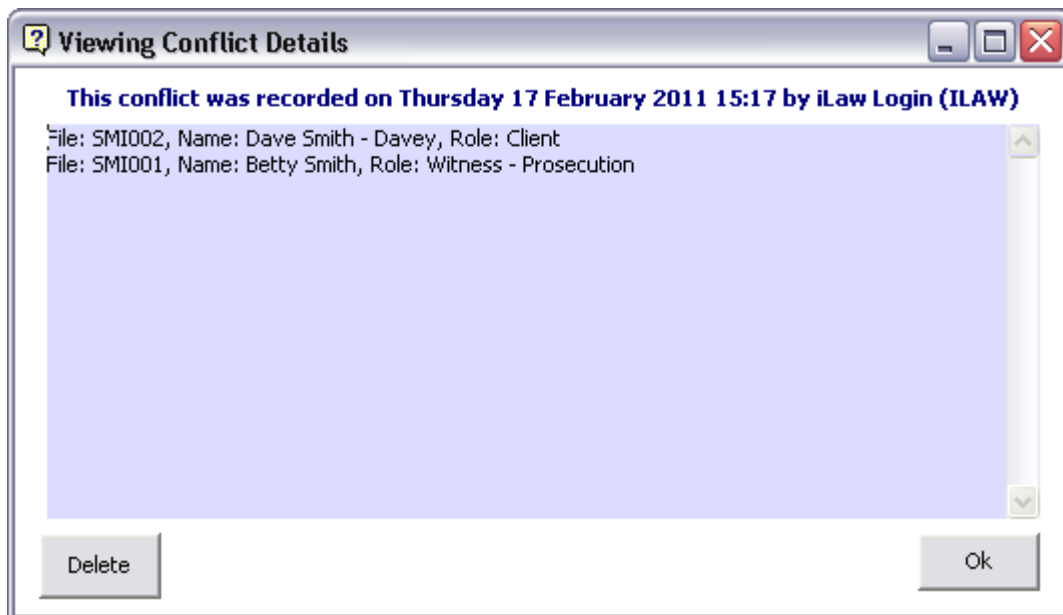 Viewing Conflict Details
This conflict was recorded on Thursday 17 February 2011 15:17 by iLaw Login (ILAW)
File: SMI002, Name: Dave Smith - Davey, Role: Client
File: SMI001, Name: Betty Smith, Role: Witness - Prosecution
Delete
Ok